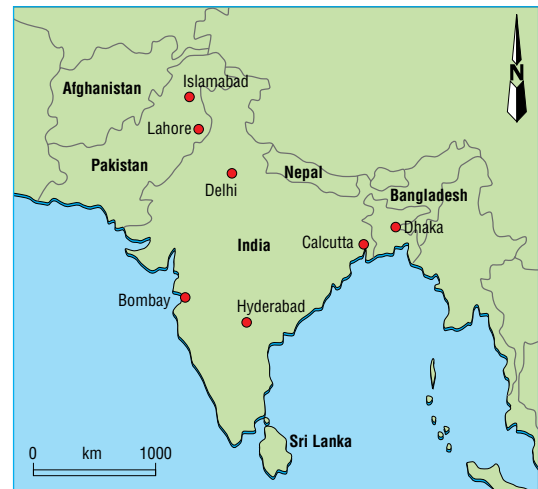 N
Islamabad
Afghanistan
Lahore
Pakistan
Nepal
Delhi
Bangladesh
Dhaka
India
Calcutta
Bombay
Hyderabad
Sri Lanka
0 km 1000